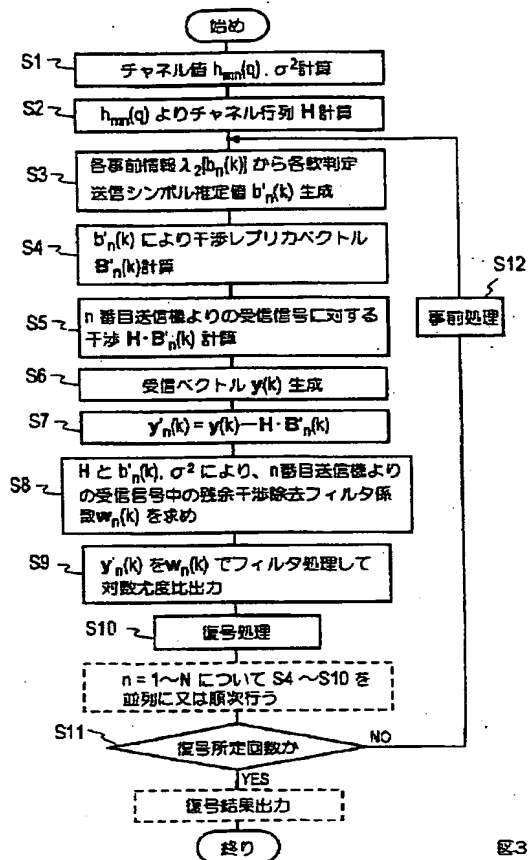 始め
S1
チャネル値 hmn(q), σ²計算
S2
hmn(q) よりチャネル行列 H 計算
S3
各事前情報λ₂[bn(k)] から各軟判定
送信シンボル推定値 b'n(k) 生成
S4
b'n(k) により干渉レプリカベクトル
B'n(k)計算
S12
事前処理
S5
n 番目送信機よりの受信信号に対する
干渉 H·B'n(k) 計算
S6
受信ベクトル y(k) 生成
S7
y'n(k) = y(k)—H·B'n(k)
S8
H と b'n(k), σ² により、n番目送信機より
の受信信号中の残余干渉除去フィルタ係
数wn(k) を求め
S9
y'n(k) をwn(k) でフィルタ処理して
対数尤度比出力
S10
復号処理
n = 1〜N について S4 〜S10 を
並列に又は順次行う
S11
復号所定回数か
NO
YES
復号結果出力
終り
図3